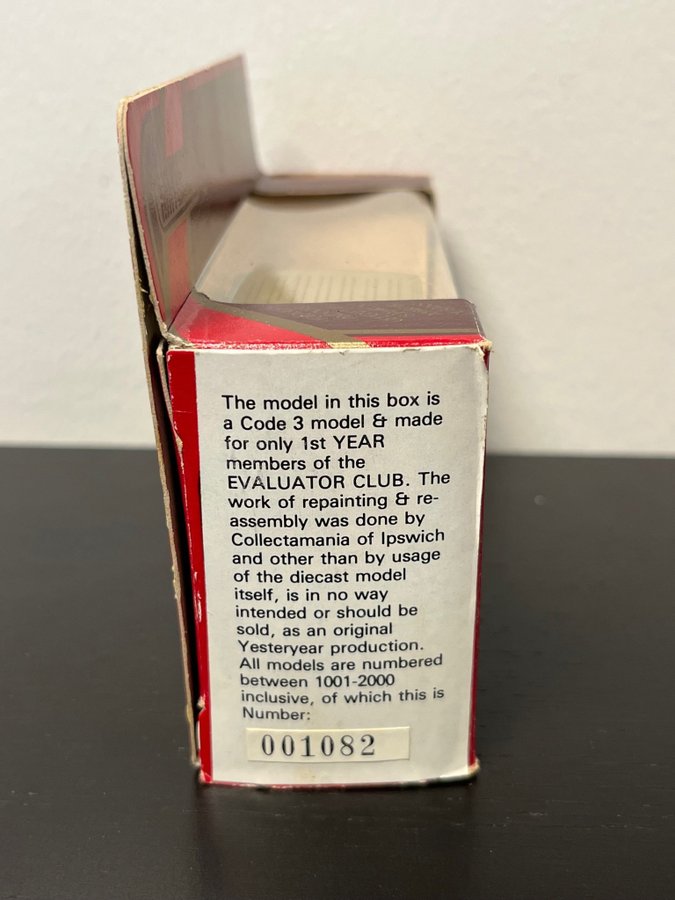 The model in this box is
a Code 3 model & made
for only 1st YEAR
members of the
EVALUATOR CLUB. The
work of repainting & re-
assembly was done by
Collectamania of Ipswich
and other than by usage
of the diecast model
itself, is in no way
intended or should be
sold, as an original
Yesteryear production.
All models are numbered
between 1001-2000
inclusive, of which this is
Number:
001082